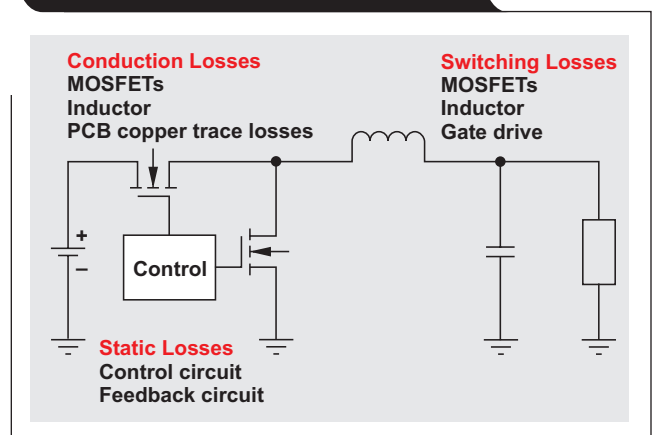 Conduction Losses
MOSFETs
Inductor
PCB copper trace losses
Switching Losses
MOSFETs
Inductor
Gate drive
+
–
Control
Static Losses
Control circuit
Feedback circuit